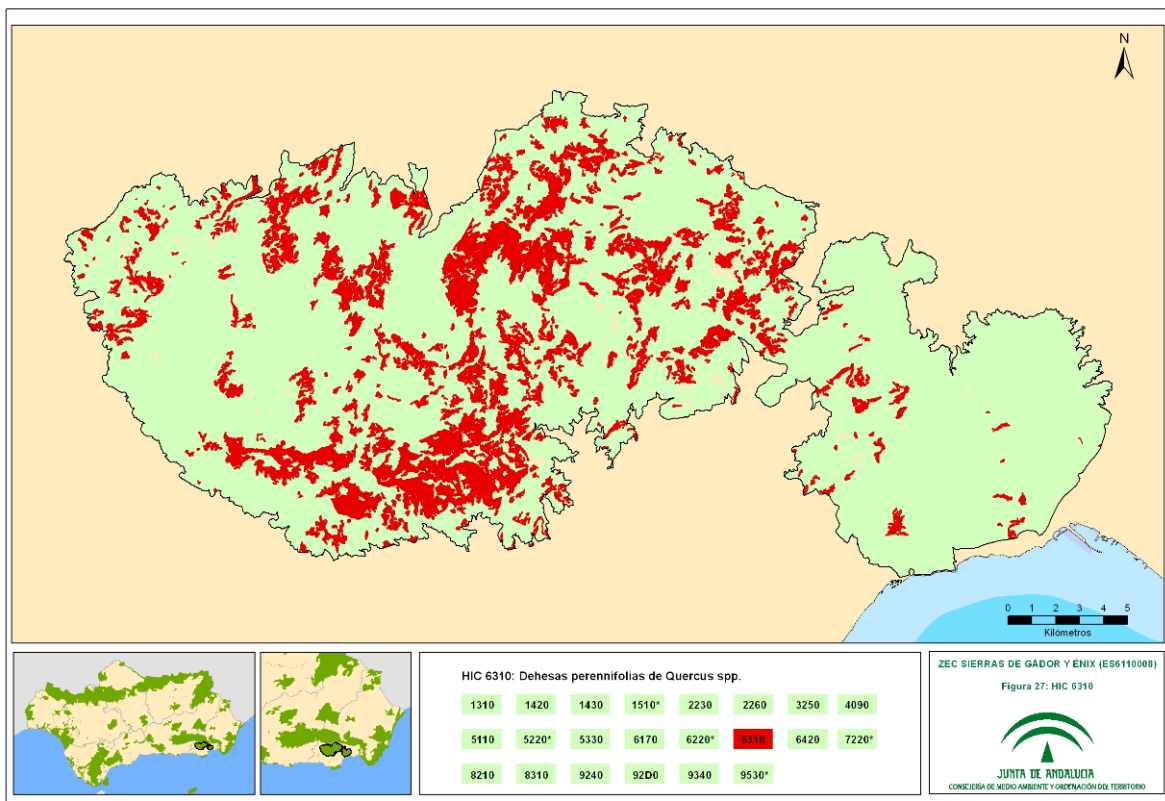 N
0 1 2 3 4 5
Kilómetros
HIC 6310: Dehesas perennifolias de Quercus spp.
1310 1420 1430 1510* 2230 2260 3250 4090
5110 5220* 5330 6170 6220* 6310 6420 7220*
8210 8310 9240 92D0 9340 9530*
ZEC SIERRAS DE GÁDOR Y ÉNIX (ES6110008)
Figura 27: HIC 6310
JUNTA DE ANDALUCIA
CONSEJERÍA DE MEDIO AMBIENTE Y ORDENACIÓN DEL TERRITORIO